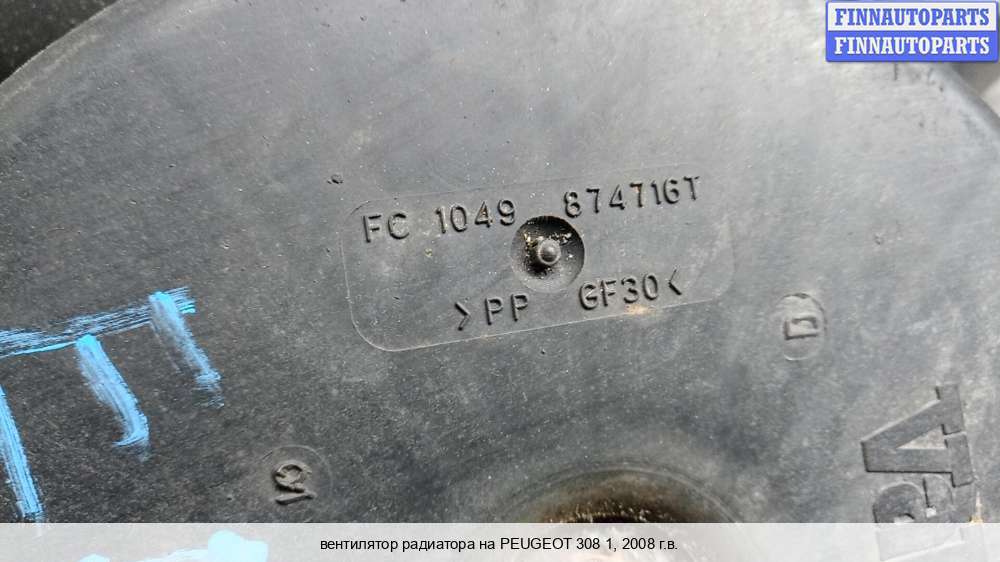 FINNAUTOPARTS
FINNAUTOPARTS
FC 1049 874716T
>PP GF30<
вентилятор радиатора на PEUGEOT 308 1, 2008 г.в.